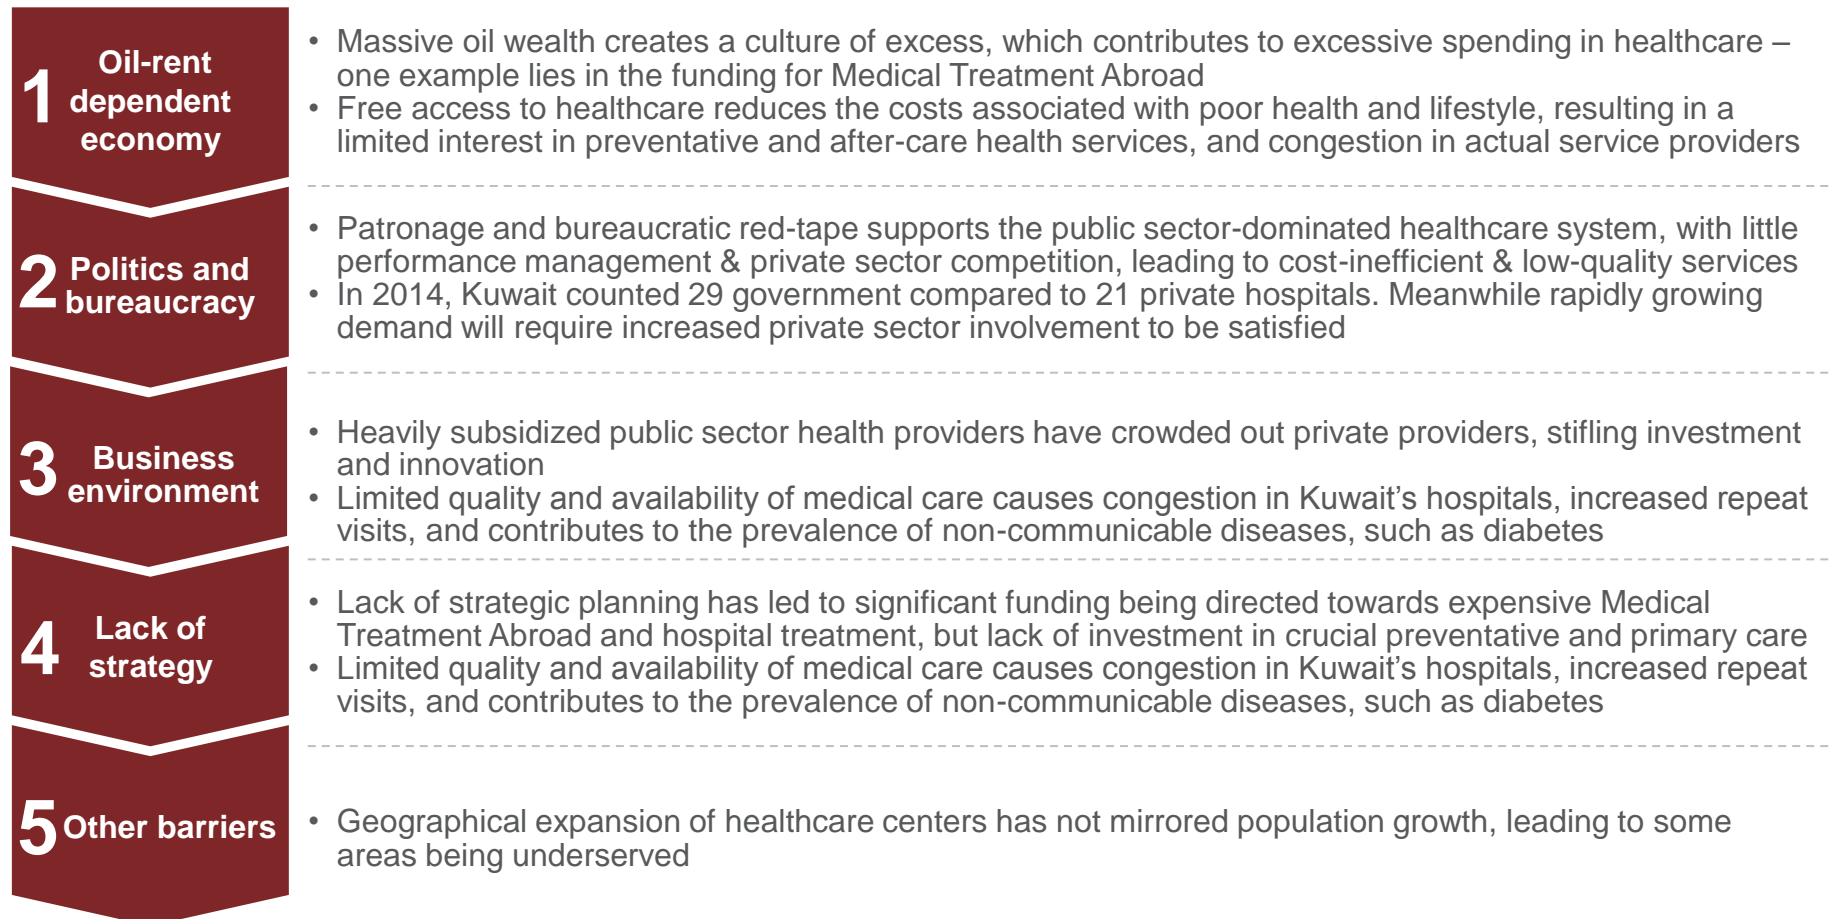 1
Oil-rent
dependent
economy
• Massive oil wealth creates a culture of excess, which contributes to excessive spending in healthcare –
one example lies in the funding for Medical Treatment Abroad
• Free access to healthcare reduces the costs associated with poor health and lifestyle, resulting in a
limited interest in preventative and after-care health services, and congestion in actual service providers
2
Politics and
bureaucracy
• Patronage and bureaucratic red-tape supports the public sector-dominated healthcare system, with little
performance management & private sector competition, leading to cost-inefficient & low-quality services
• In 2014, Kuwait counted 29 government compared to 21 private hospitals. Meanwhile rapidly growing
demand will require increased private sector involvement to be satisfied
3
Business
environment
• Heavily subsidized public sector health providers have crowded out private providers, stifling investment
and innovation
• Limited quality and availability of medical care causes congestion in Kuwait’s hospitals, increased repeat
visits, and contributes to the prevalence of non-communicable diseases, such as diabetes
4
Lack of
strategy
• Lack of strategic planning has led to significant funding being directed towards expensive Medical
Treatment Abroad and hospital treatment, but lack of investment in crucial preventative and primary care
• Limited quality and availability of medical care causes congestion in Kuwait’s hospitals, increased repeat
visits, and contributes to the prevalence of non-communicable diseases, such as diabetes
5
Other barriers
• Geographical expansion of healthcare centers has not mirrored population growth, leading to some
areas being underserved